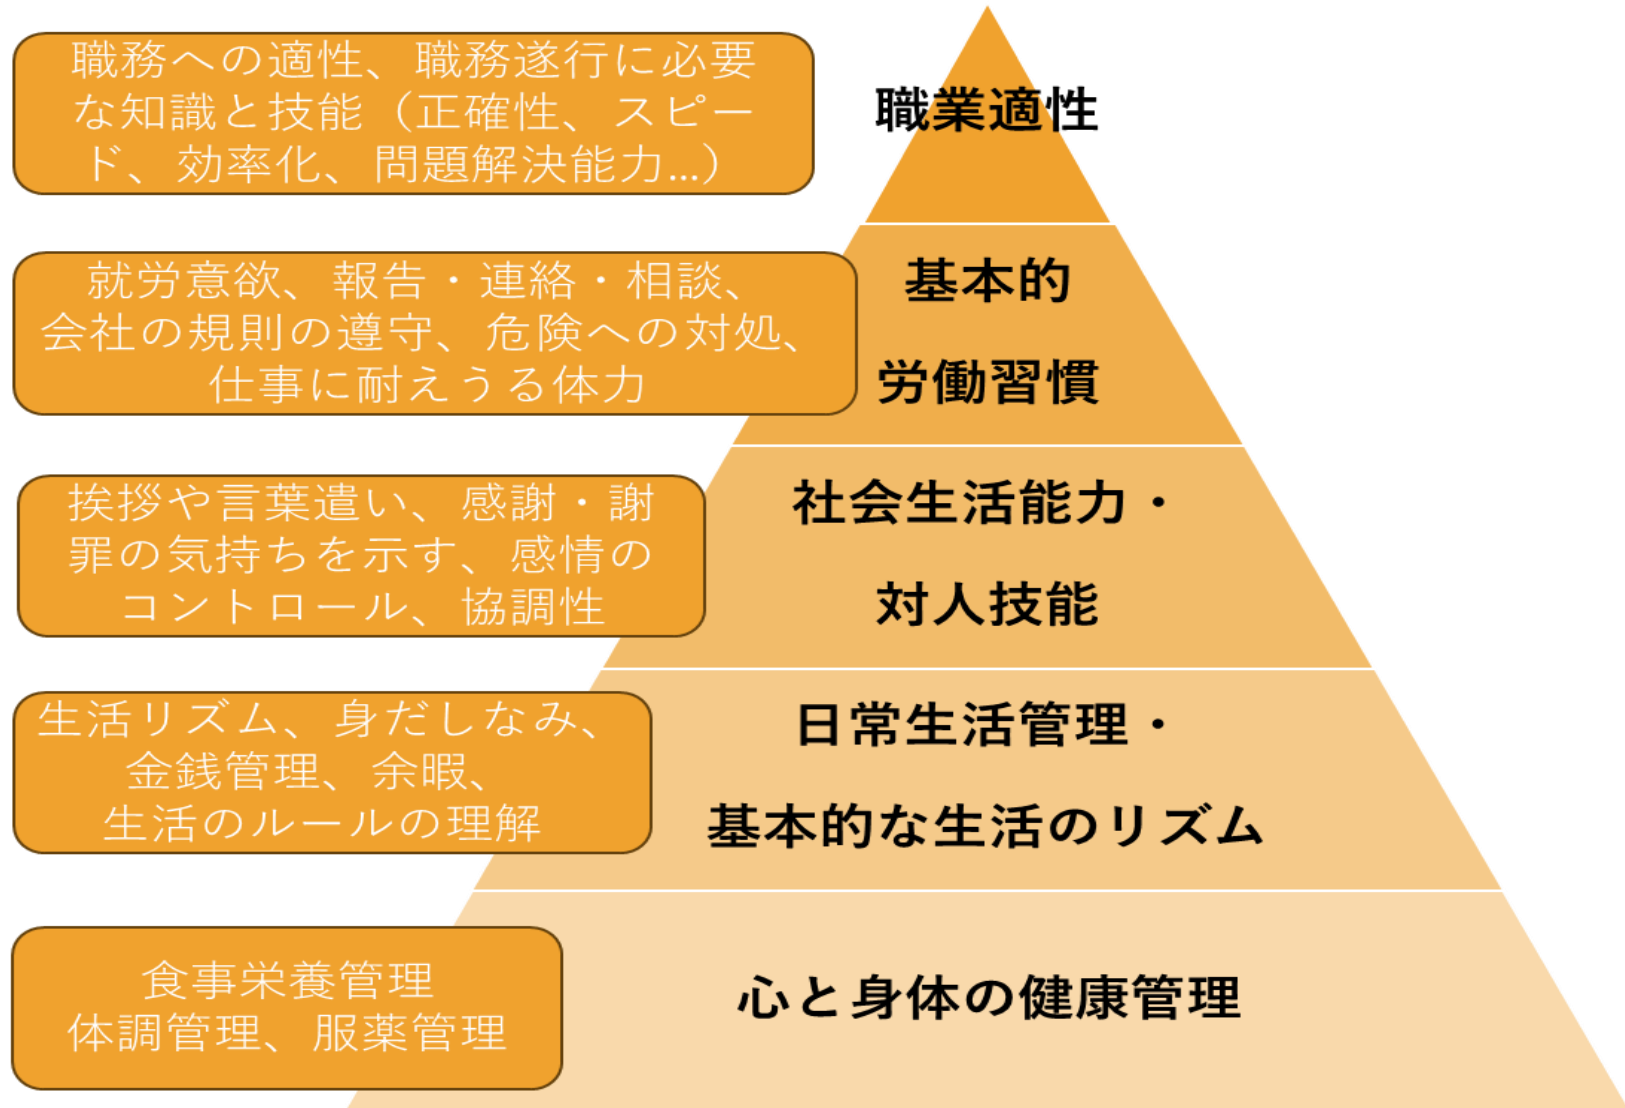 職務への適性、職務遂行に必要
な知識と技能（正確性、スピー
ド、効率化、問題解決能力…）
職業適性
就労意欲、報告・連絡・相談、
会社の規則の遵守、危険への対処、
仕事に耐えうる体力
基本的
労働習慣
挨拶や言葉遣い、感謝・謝
罪の気持ちを示す、感情の
コントロール、協調性
社会生活能力・
対人技能
生活リズム、身だしなみ、
金銭管理、余暇、
生活のルールの理解
日常生活管理・
基本的な生活のリズム
食事栄養管理
体調管理、服薬管理
心と身体の健康管理